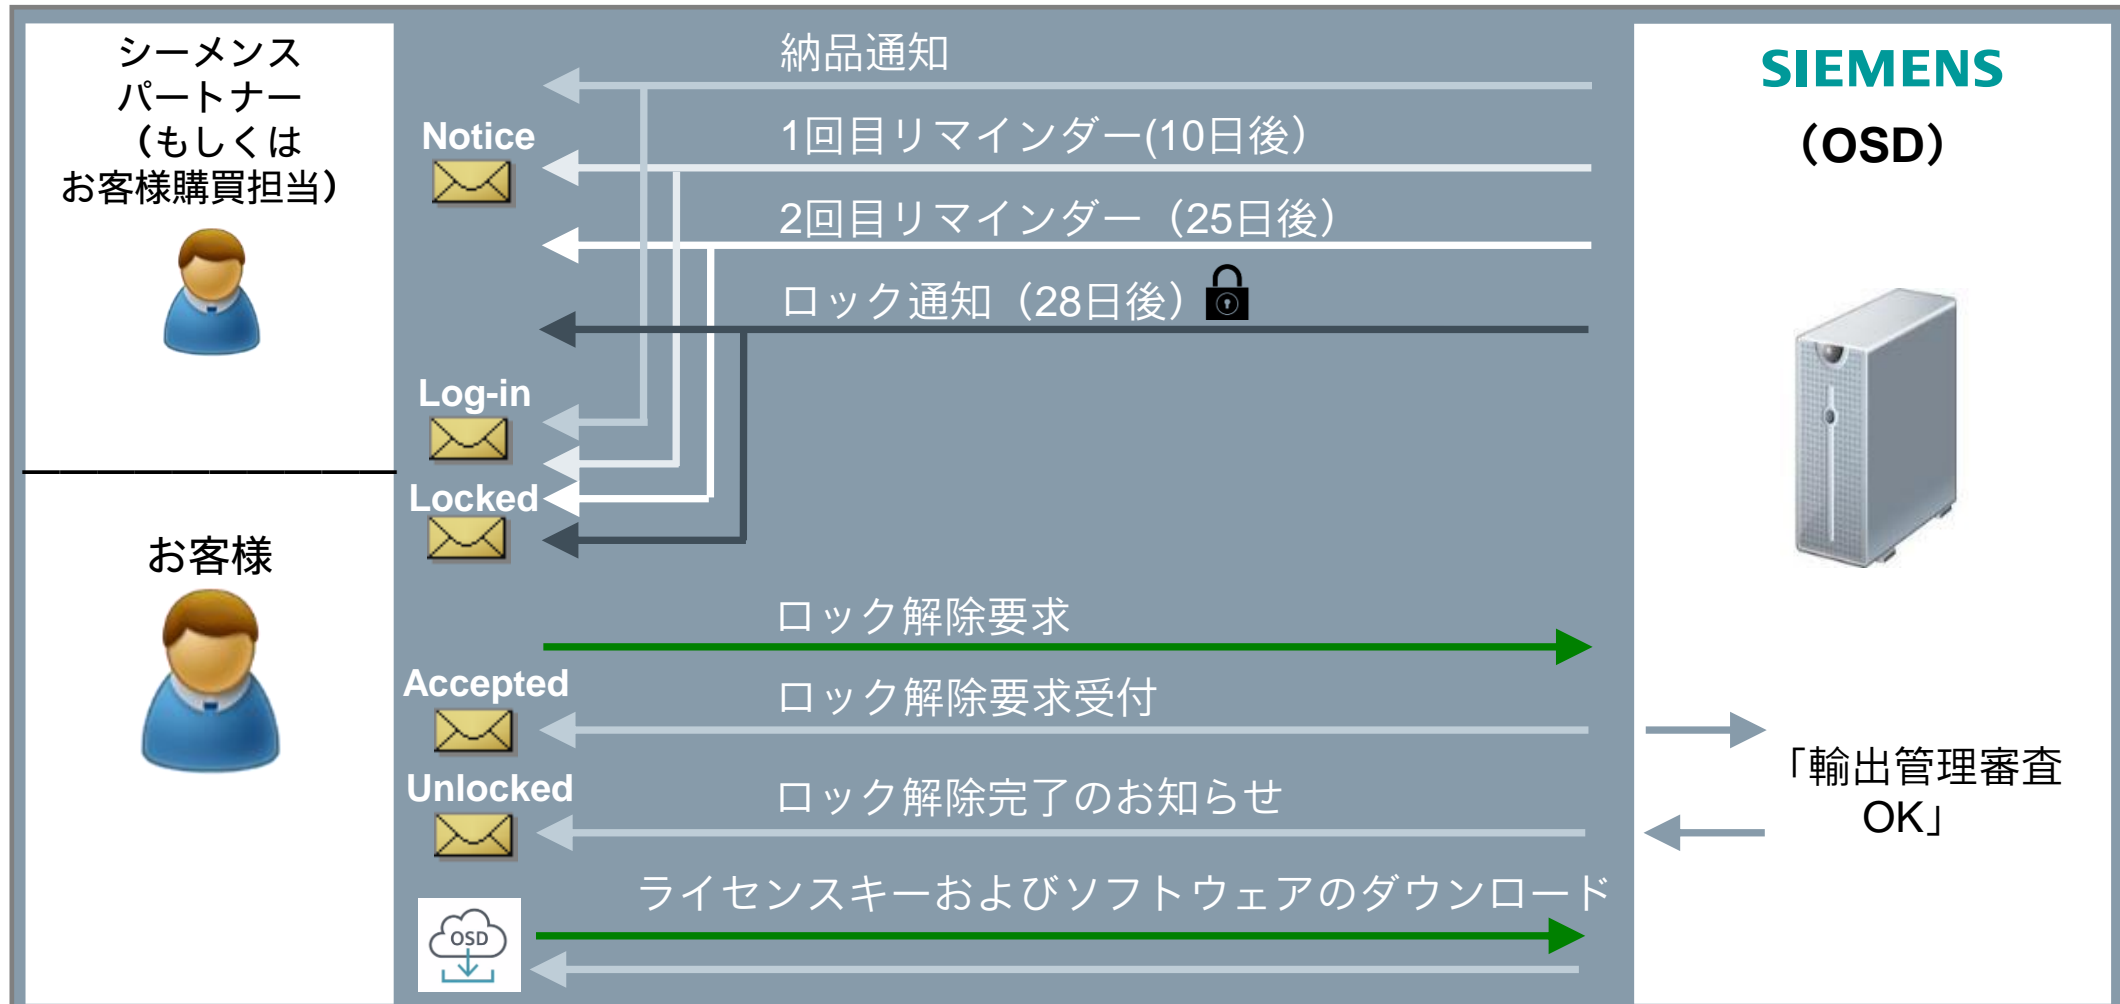 シーメンス
パートナー
（もしくは
お客様購買担当）
お客様
納品通知
Notice
1回目リマインダー(10日後）
2回目リマインダー（25日後）
ロック通知（28日後）
Log-in
Locked
ロック解除要求
Accepted
ロック解除要求受付
Unlocked
ロック解除完了のお知らせ
ライセンスキーおよびソフトウェアのダウンロード
OSD
SIEMENS
（OSD）
「輸出管理審査
OK」